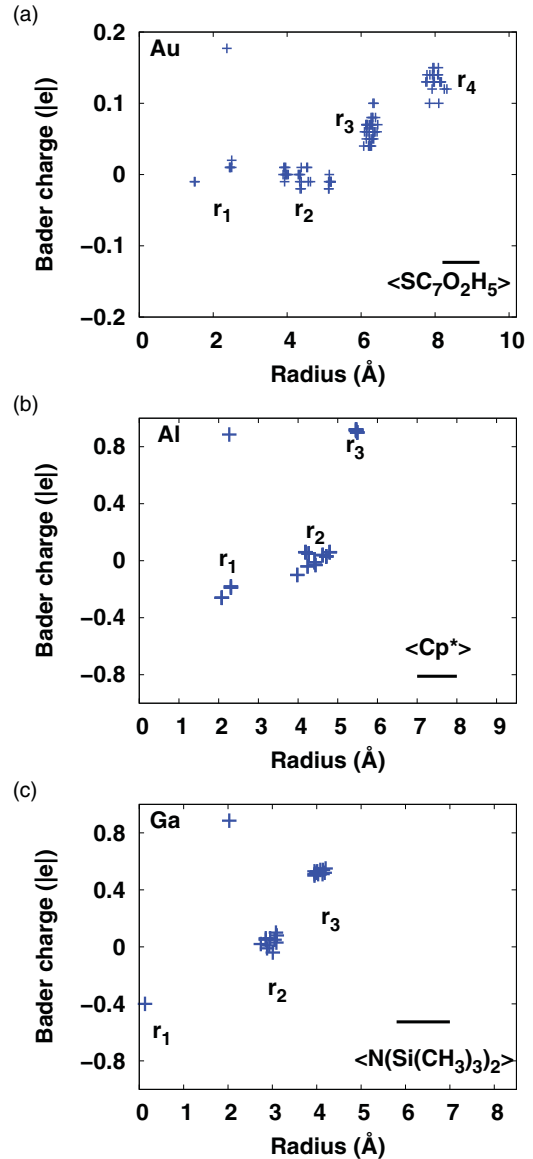 (a)
Au
Bader charge (|e|)
0.2
0.1
0
−0.1
−0.2
r1
r2
r3
r4
<SC7O2H5>
0 2 4 6 8 10
Radius (Å)
(b)
Al
Bader charge (|e|)
0.8
0.4
0
−0.4
−0.8
r3
r2
r1
<Cp*>
0 1 2 3 4 5 6 7 8 9
Radius (Å)
(c)
Ga
Bader charge (|e|)
0.8
0.4
0
−0.4
−0.8
r3
r2
r1
<N(Si(CH3)3)2>
0 1 2 3 4 5 6 7 8
Radius (Å)